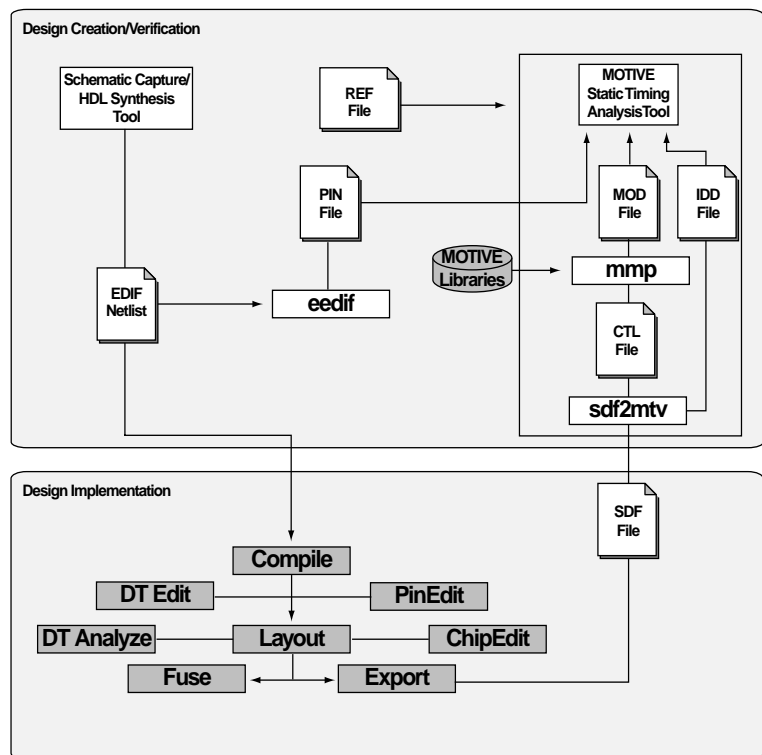 Design Creation/Verification
Schematic Capture/
HDL Synthesis
Tool
REF
File
MOTIVE
Static Timing
AnalysisTool
PIN
File
MOD
File
IDD
File
MOTIVE
Libraries
mmp
EDIF
Netlist
eedif
CTL
File
sdf2mtv
Design Implementation
SDF
File
Compile
DT Edit
PinEdit
DT Analyze
Layout
ChipEdit
Fuse
Export